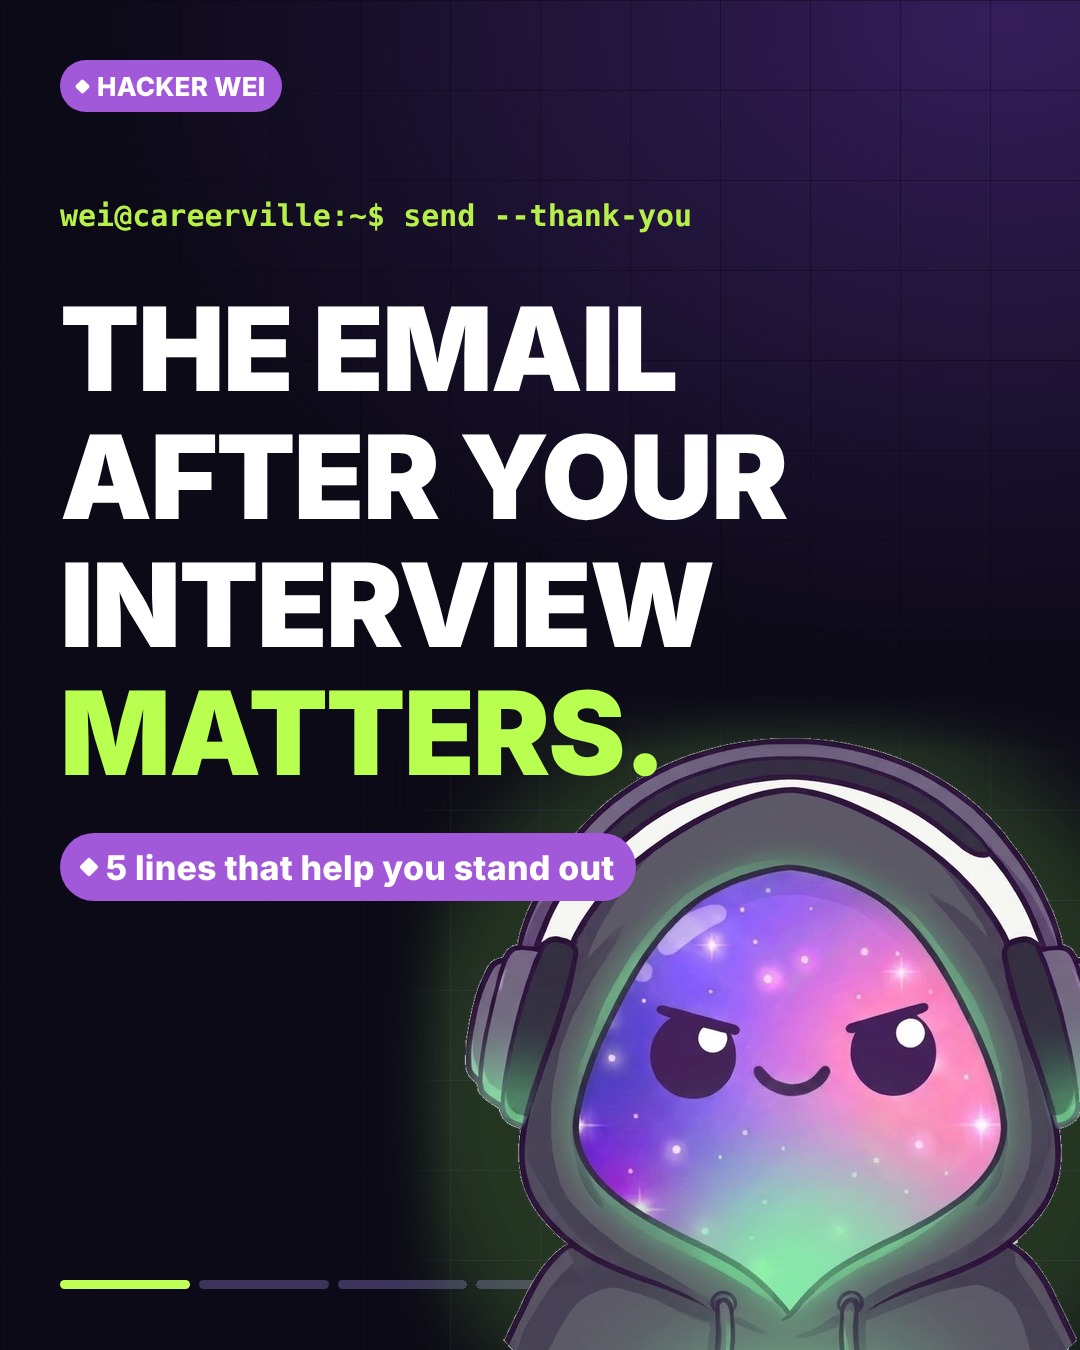 HACKER WEI
wei@careerville:~$ send --thank-you
THE EMAIL
AFTER YOUR
INTERVIEW
MATTERS.
5 lines that help you stand out